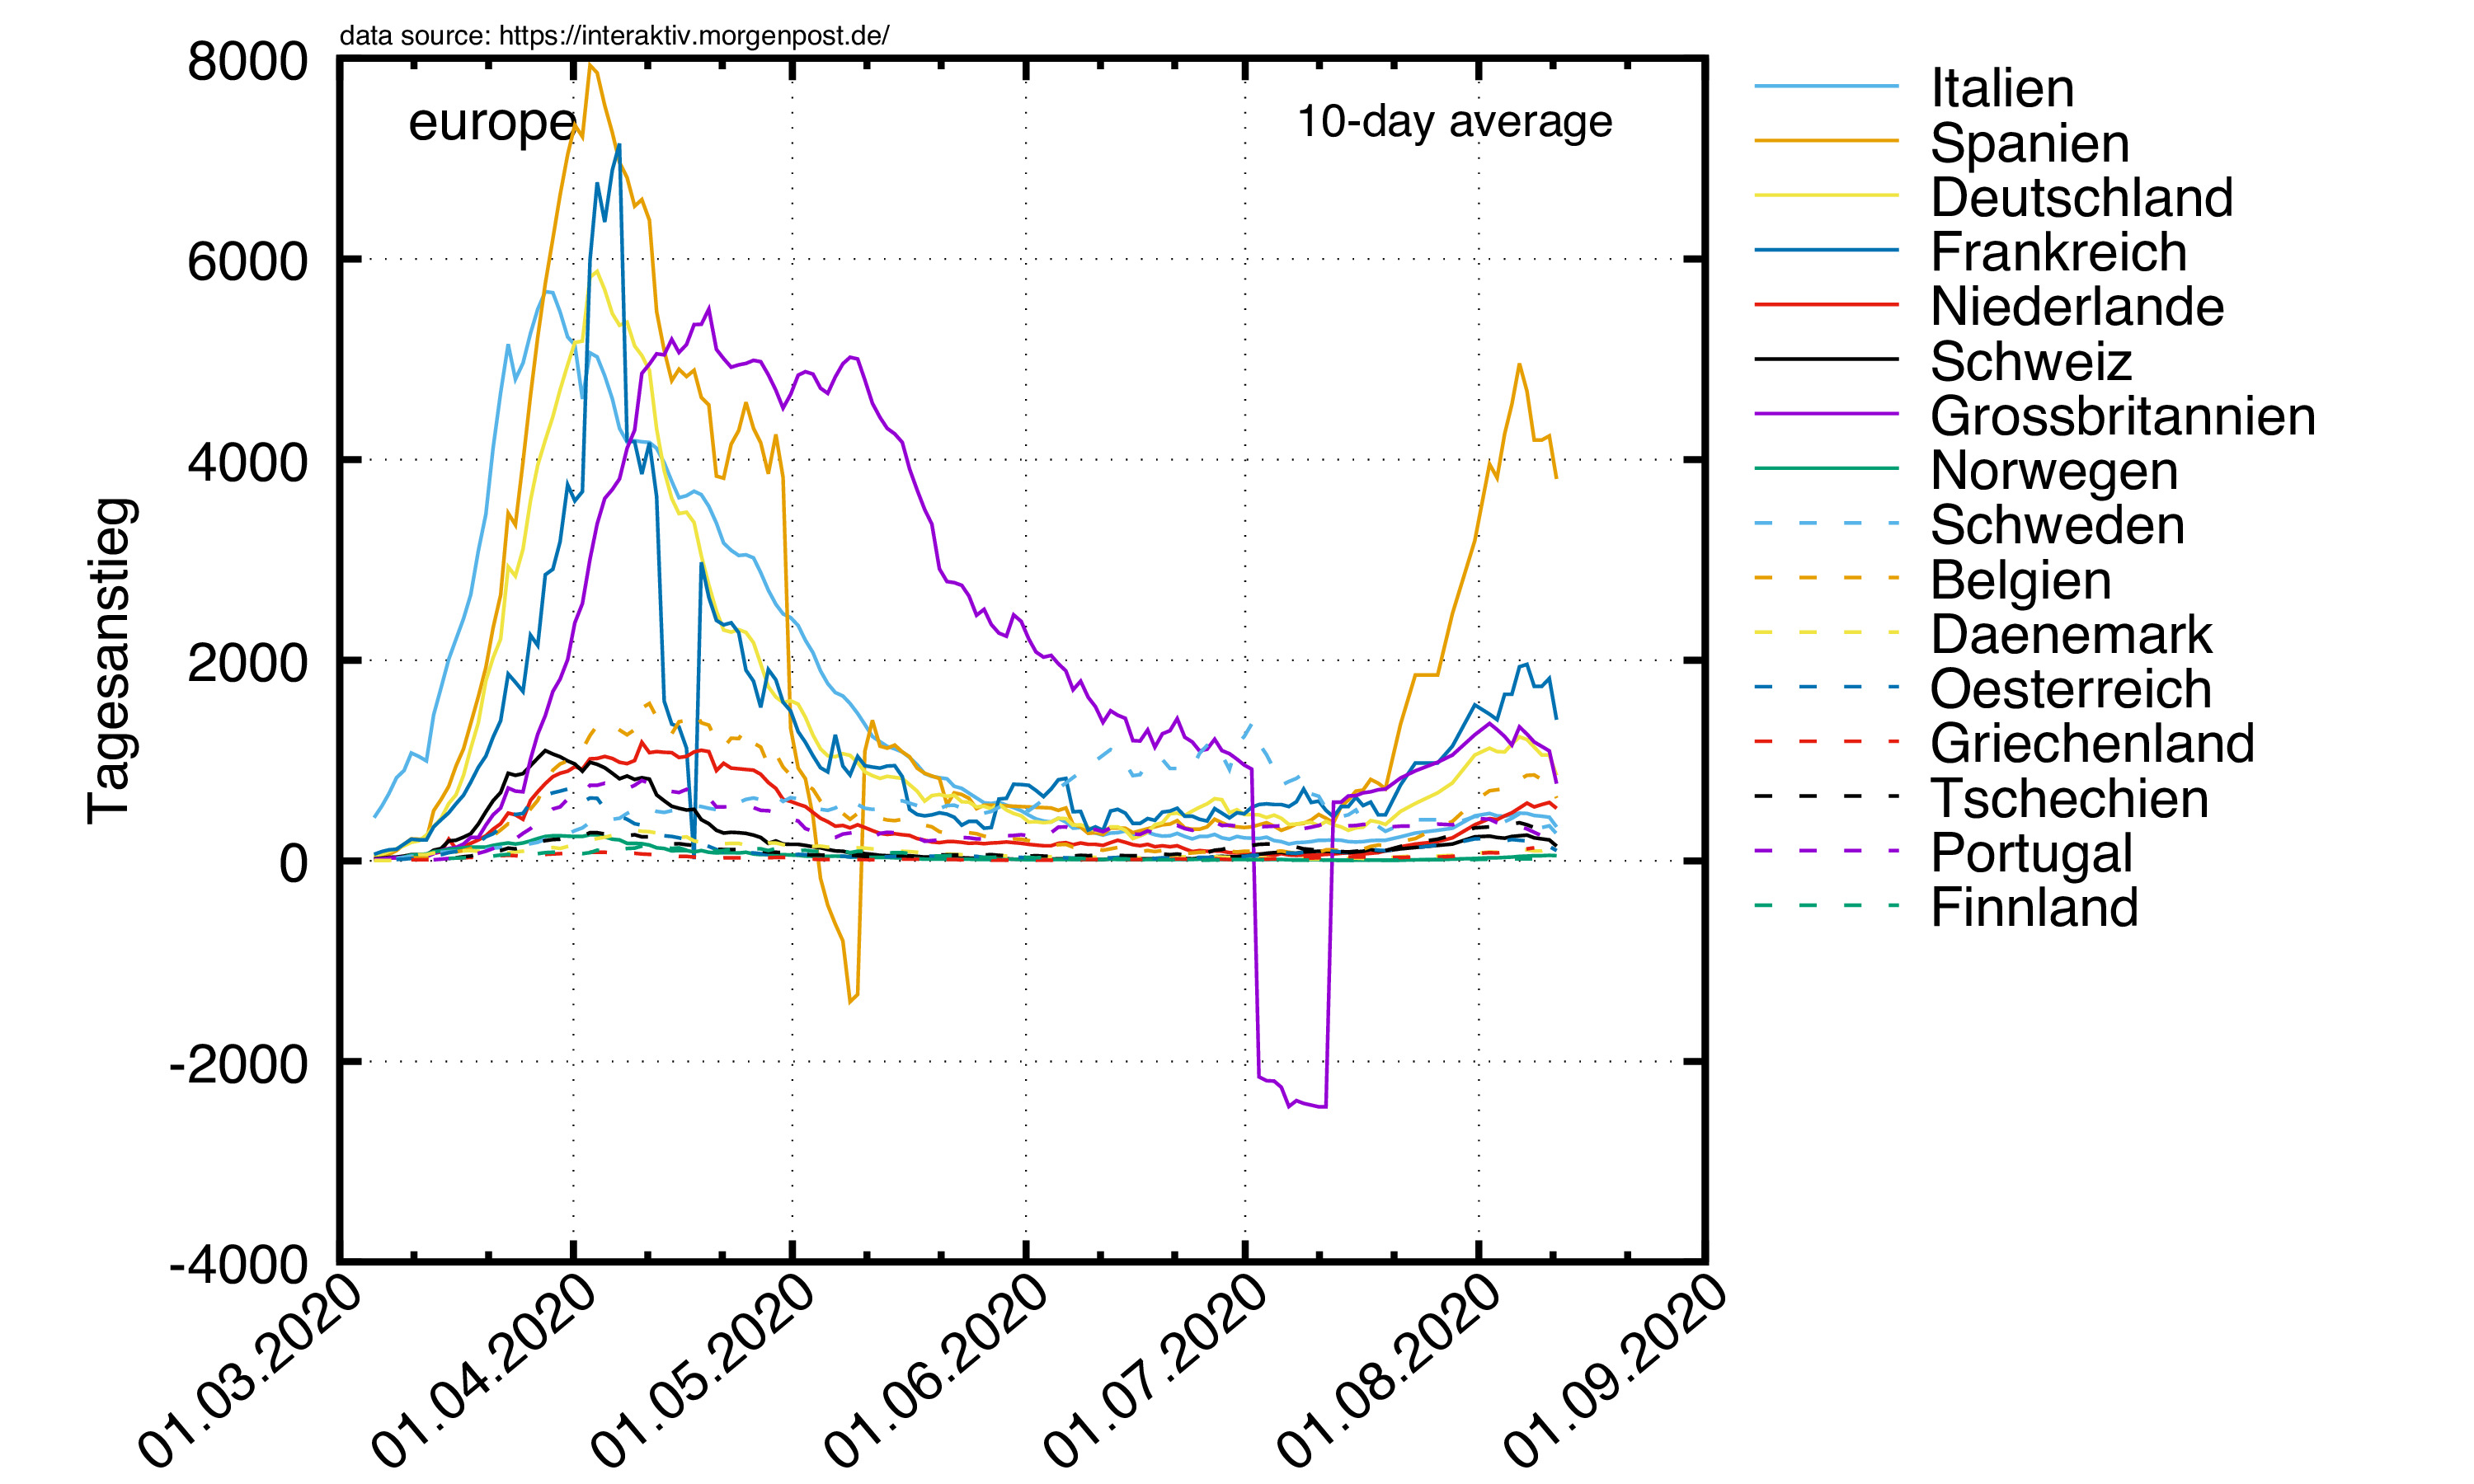 data source: https://interaktiv.morgenpost.de/
europe
10-day average
Tagesanstieg
8000
6000
4000
2000
0
-2000
-4000
01.03.2020
01.04.2020
01.05.2020
01.06.2020
01.07.2020
01.08.2020
01.09.2020
Italien
Spanien
Deutschland
Frankreich
Niederlande
Schweiz
Grossbritannien
Norwegen
Schweden
Belgien
Daenemark
Oesterreich
Griechenland
Tschechien
Portugal
Finnland